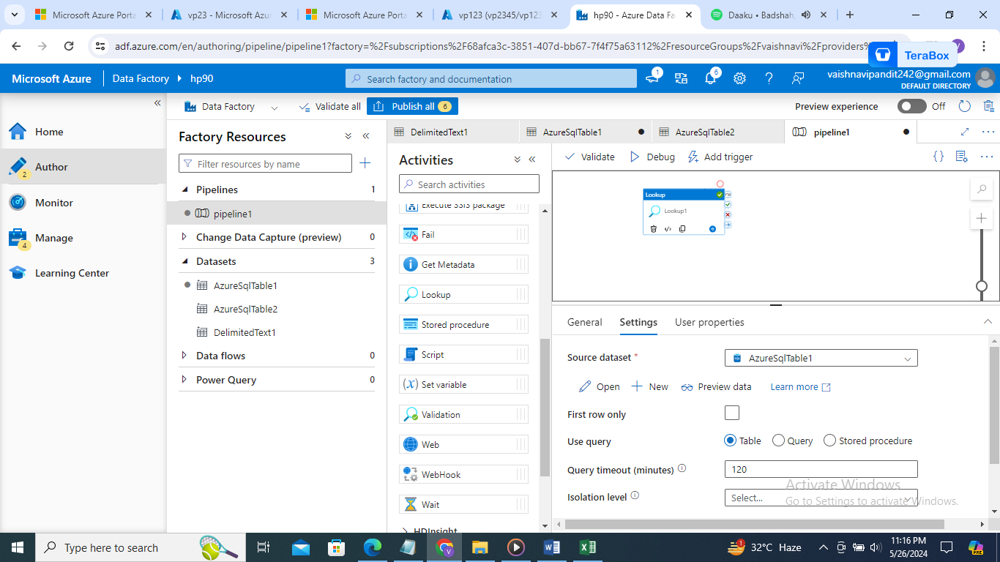 Microsoft Azure Porta
vp23 - Microsoft Azu
Microsoft Azure Porta
vp123 (vp2345/vp123
hp90 - Azure Data Fa
Daaku • Badshah,
adf.azure.com/en/authoring/pipeline/pipeline1?factory=%2Fsubscriptions%2F68afca3c-3851-407d-bb67-7f4f75a63112%2FresourceGroups%2Fvaishnavi%2Fproviders%
TeraBox
Microsoft Azure
Data Factory
hp90
Search factory and documentation
1
6
vaishnavipandit242@gmail.com
DEFAULT DIRECTORY
Home
Author
2
Monitor
Manage
4
Learning Center
Data Factory
Validate all
Publish all 6
Preview experience
Off
Factory Resources
Filter resources by name
Pipelines 1
pipeline1
Change Data Capture (preview) 0
Datasets 3
AzureSqlTable1
AzureSqlTable2
DelimitedText1
Data flows 0
Power Query 0
DelimitedText1
AzureSqlTable1
AzureSqlTable2
pipeline1
Activities
Search activities
Execute SSIS package
Fail
Get Metadata
Lookup
Stored procedure
Script
Set variable
Validation
Web
WebHook
Wait
HDInsight
Validate
Debug
Add trigger
Lookup
Lookup1
General
Settings
User properties
Source dataset *
AzureSqlTable1
Open
New
Preview data
Learn more
First row only
Use query
Table
Query
Stored procedure
Query timeout (minutes)
120
Isolation level
Select...
Activate Windows
Go to Settings to activate Windows.
Type here to search
1
32°C Haze
11:16 PM
5/26/2024
PRE